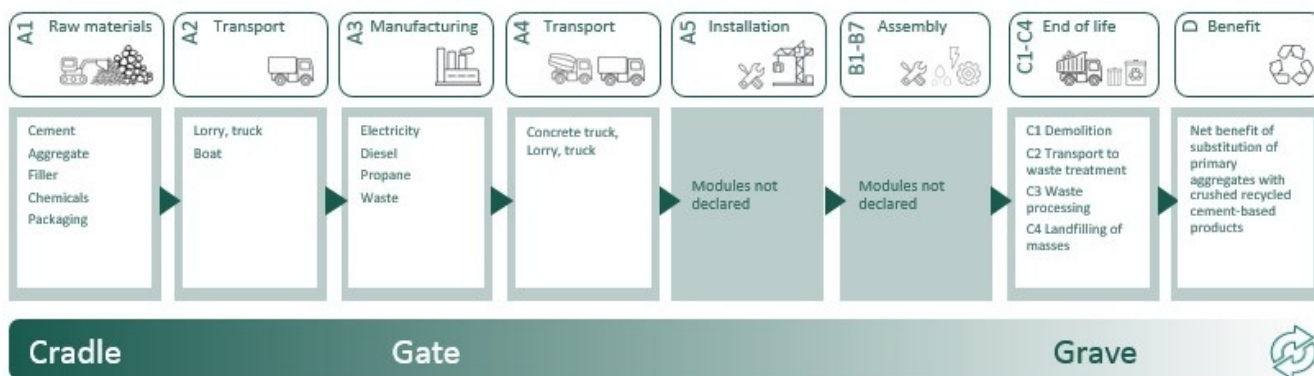 A1 Raw materials
A2 Transport
A3 Manufacturing
A4 Transport
A5 Installation
B1-B7 Assembly
C1-C4 End of life
D Benefit
Cement
Aggregate
Filler
Chemicals
Packaging
Lorry, truck
Boat
Electricity
Diesel
Propane
Waste
Concrete truck,
Lorry, truck
Modules not
declared
Modules not
declared
C1 Demolition
C2 Transport to
waste treatment
C3 Waste
processing
C4 Landfilling of
masses
Net benefit of
substitution of
primary
aggregates with
crushed recycled
cement-based
products
Cradle
Gate
Grave